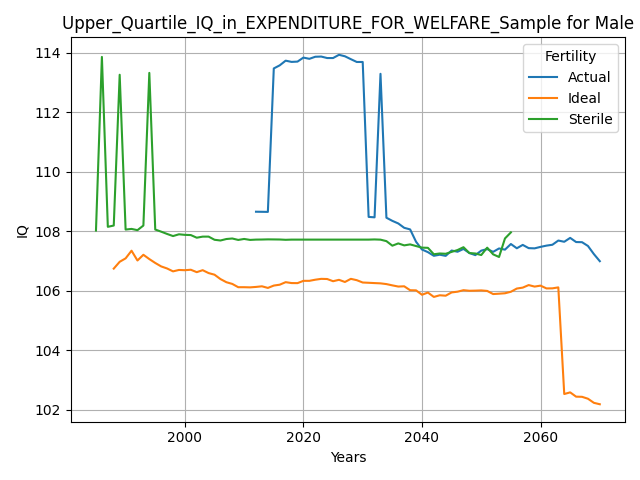 Upper_Quartile_IQ_in_EXPENDITURE_FOR_WELFARE_Sample for Male
114
112
110
108
106
104
102
IQ
2000
2020
2040
2060
Years
Fertility
Actual
Ideal
Sterile